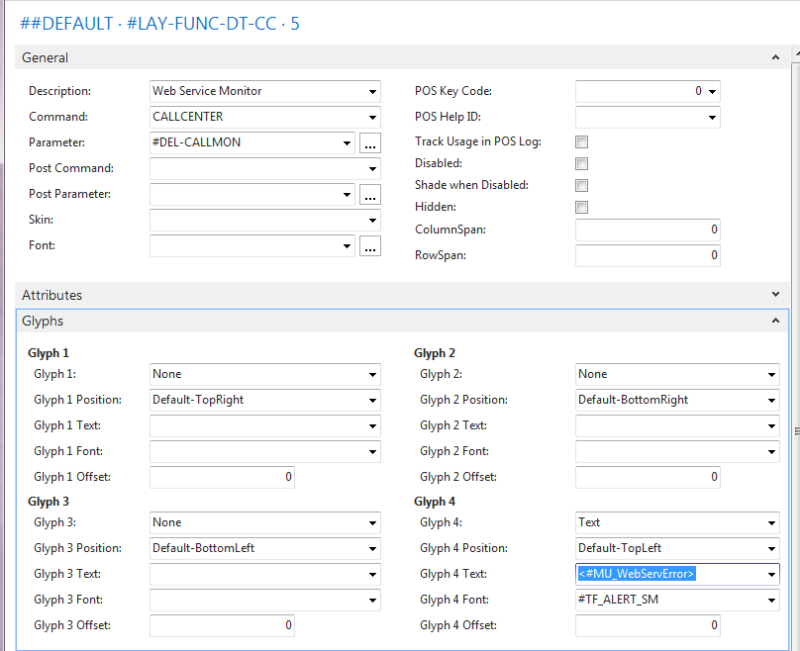 ##DEFAULT · #LAY-FUNC-DT-CC · 5
General
Description: Web Service Monitor
POS Key Code: 0
Command: CALLCENTER
POS Help ID:
Parameter: #DEL-CALLMON ...
Track Usage in POS Log:
Post Command:
Disabled:
Post Parameter: ...
Shade when Disabled:
Skin:
Hidden:
Font: ...
ColumnSpan: 0
RowSpan: 0
Attributes
Glyphs
Glyph 1
Glyph 2
Glyph 1: None
Glyph 2: None
Glyph 1 Position: Default-TopRight
Glyph 2 Position: Default-BottomRight
Glyph 1 Text:
Glyph 2 Text:
Glyph 1 Font:
Glyph 2 Font:
Glyph 1 Offset: 0
Glyph 2 Offset: 0
Glyph 3
Glyph 4
Glyph 3: None
Glyph 4: Text
Glyph 3 Position: Default-BottomLeft
Glyph 4 Position: Default-TopLeft
Glyph 3 Text:
Glyph 4 Text: <#MU_WebServError>
Glyph 3 Font:
Glyph 4 Font: #TF_ALERT_SM
Glyph 3 Offset: 0
Glyph 4 Offset: 0